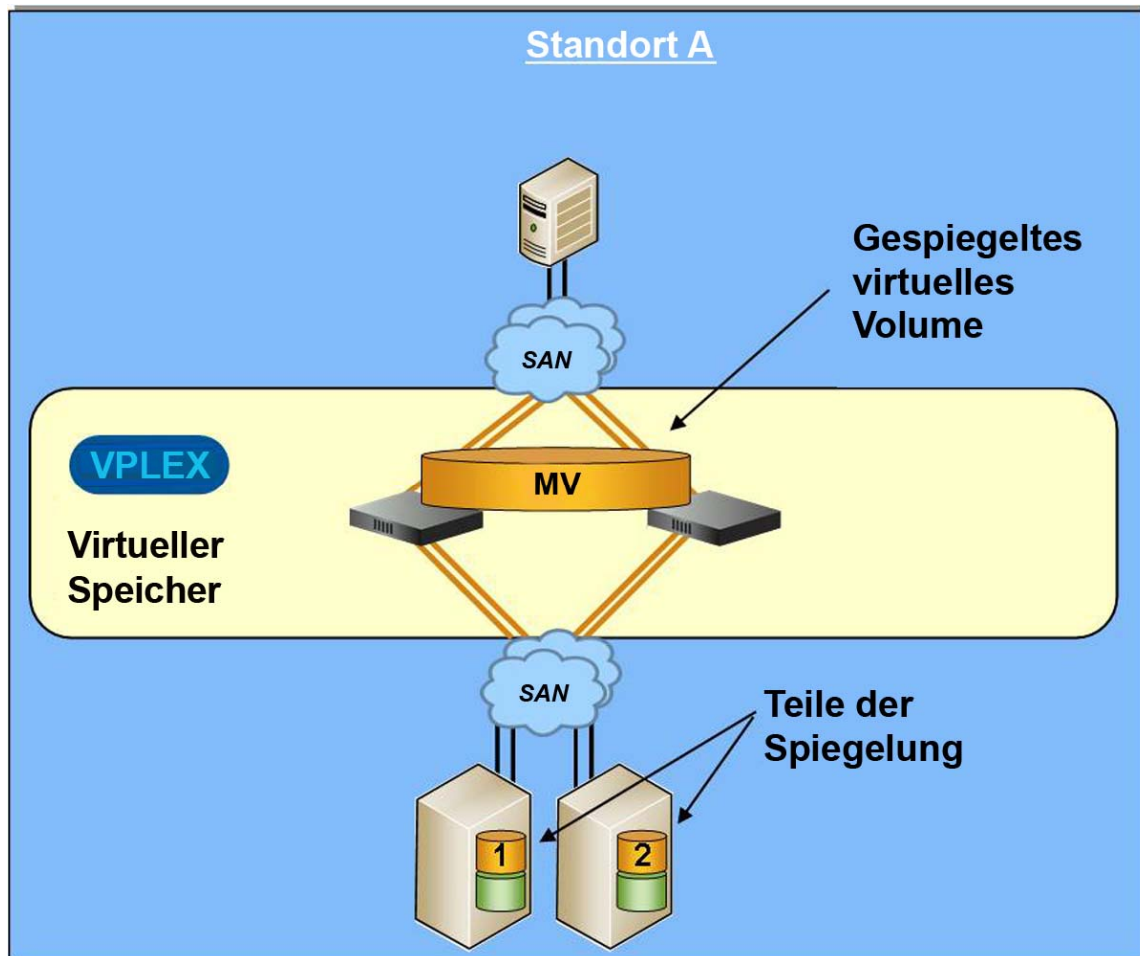 Standort A
Gespiegeltes
virtuelles
Volume
SAN
VPLEX
MV
Virtueller
Speicher
SAN
Teile der
Spiegelung
1
2